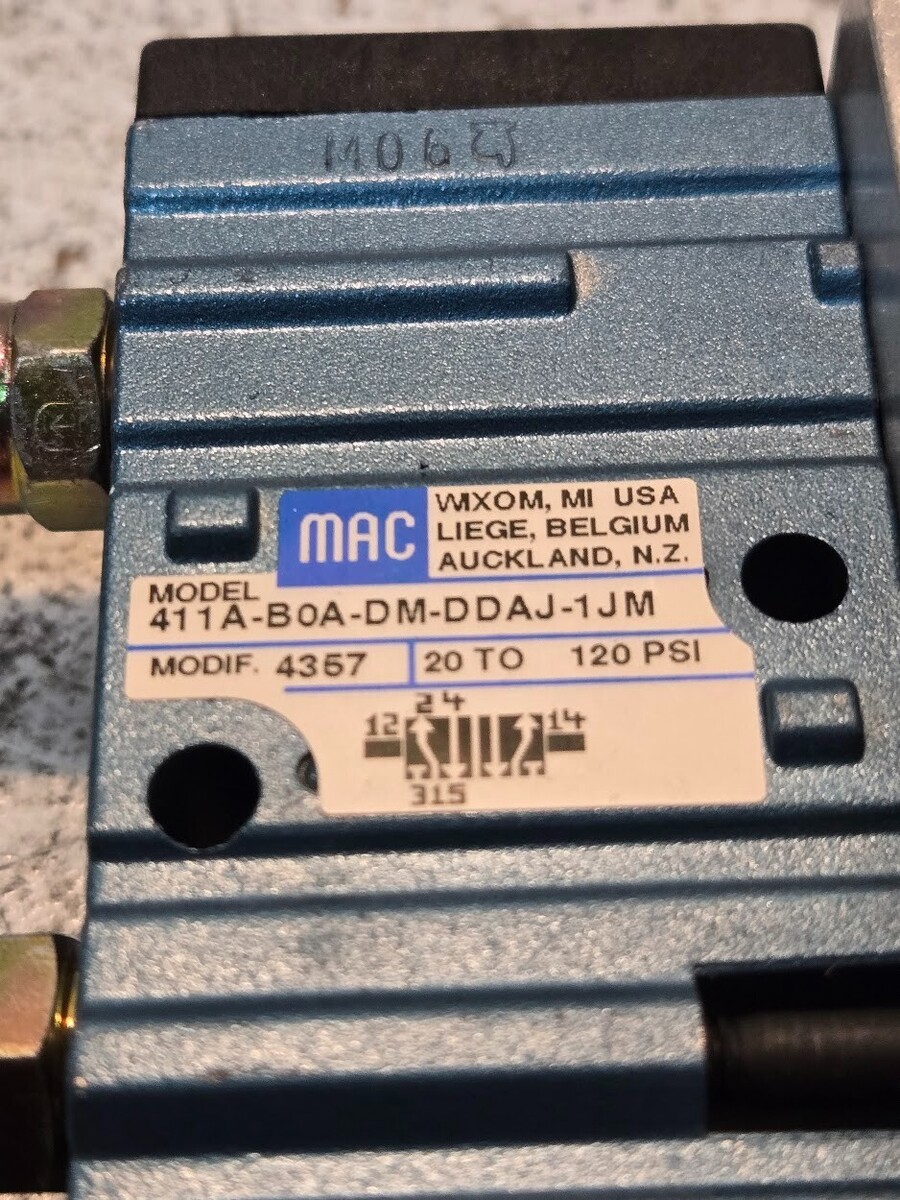 M06
MAC
WIXOM, MI USA
LIEGE, BELGIUM
AUCKLAND, N.Z.
MODEL
411A-B0A-DM-DDAJ-1JM
MODIF. 4357 20 TO 120 PSI
24
12 14
315